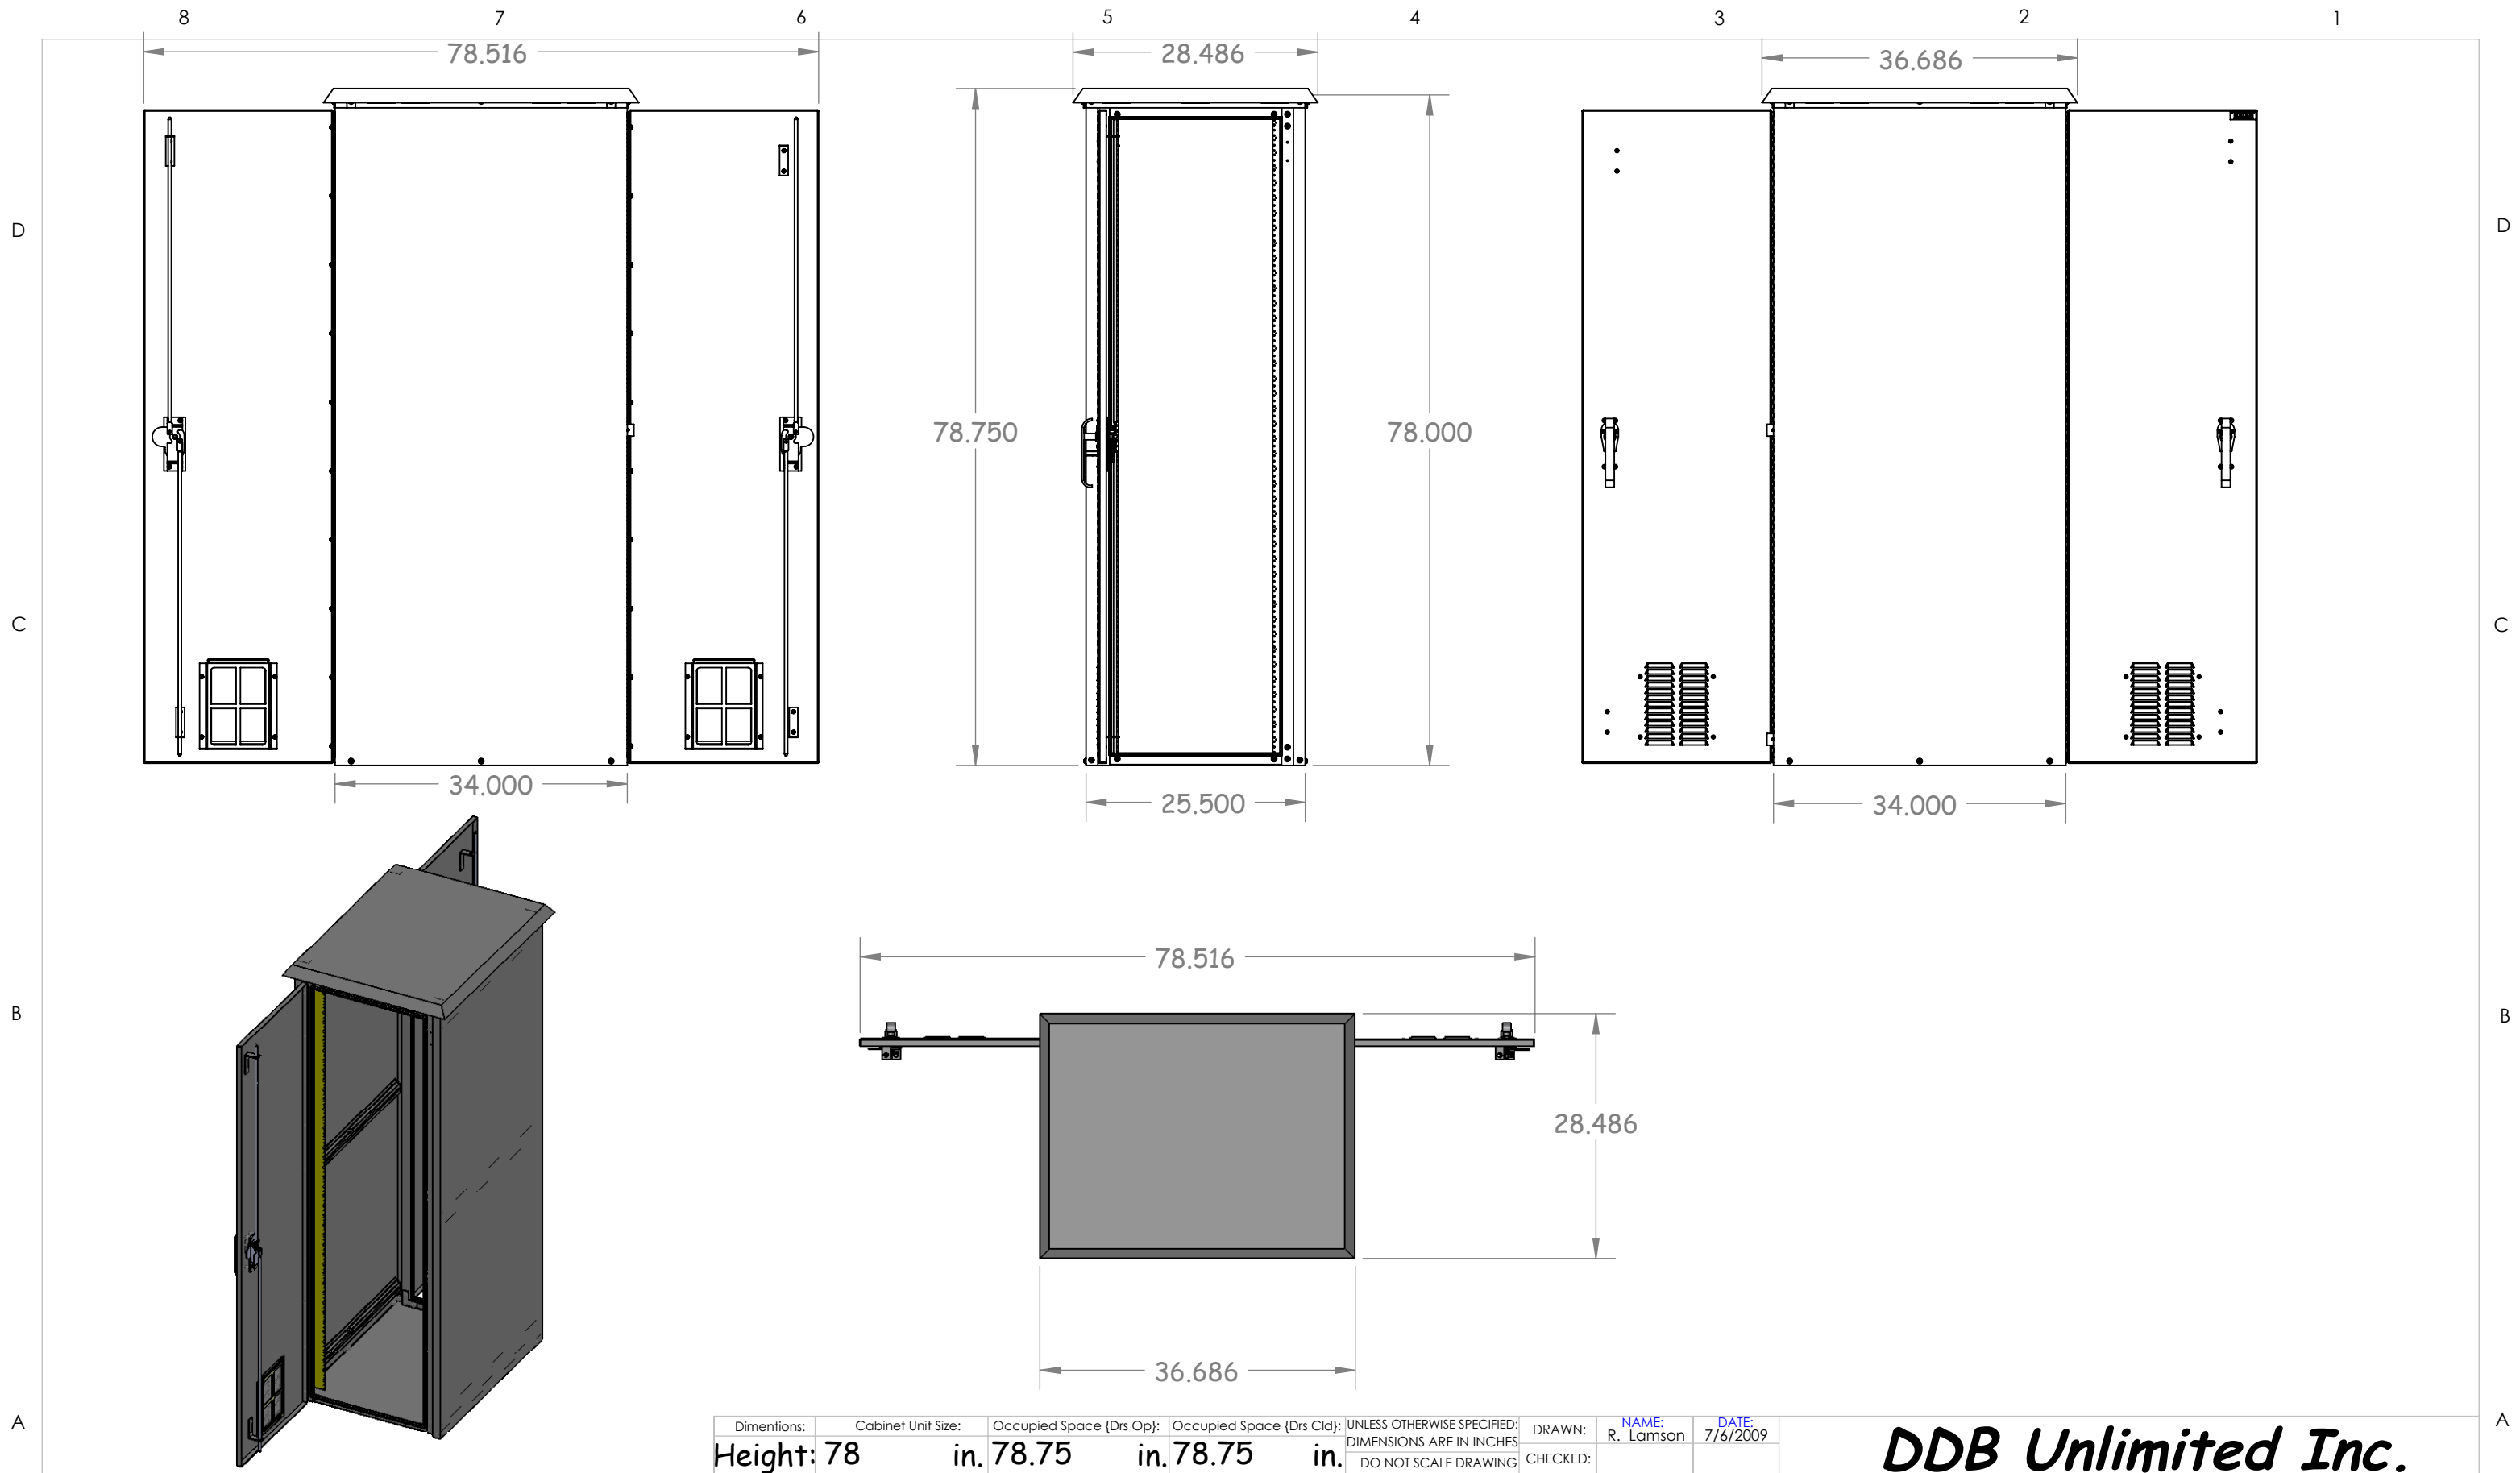 8 7 6 5 4 3 2 1
78.516 28.486 36.686
D D
78.750 78.000
C C
34.000 25.500 34.000
78.516
B B
28.486
36.686
A A
Dimentions: Cabinet Unit Size: Occupied Space {Drs Op}: Occupied Space {Drs Cld}: UNLESS OTHERWISE SPECIFIED: DRAWN: NAME: DATE:
R. Lamson 7/6/2009
DIMENSIONS ARE IN INCHES
Height: 78 in. 78.75 in. 78.75 in.
DO NOT SCALE DRAWING CHECKED:
DDB Unlimited Inc.